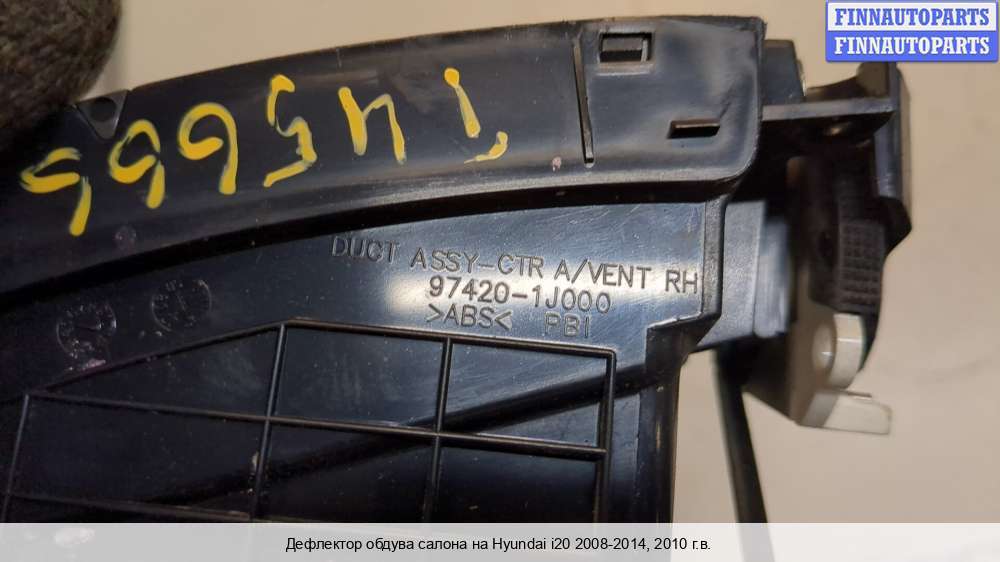 FINNAUTOPARTS
FINNAUTOPARTS
DUCT ASSY-CTR A/VENT RH
97420-1J000
>ABS< PBI
Дефлектор обдува салона на Hyundai i20 2008-2014, 2010 г.в.